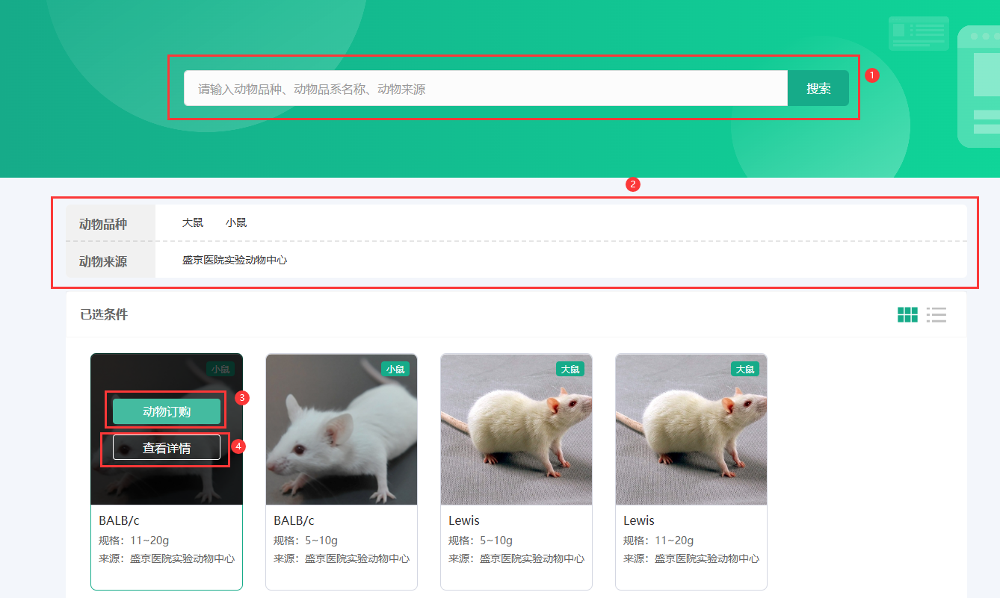 请输入动物品种、动物品系名称、动物来源
搜索
1
2
动物品种 大鼠 小鼠
动物来源 盛京医院实验动物中心
已选条件
小鼠 小鼠 大鼠 大鼠
动物订购
3
查看详情
4
BALB/c BALB/c Lewis Lewis
规格：11~20g 规格：5~10g 规格：5~10g 规格：11~20g
来源：盛京医院实验动物中心 来源：盛京医院实验动物中心 来源：盛京医院实验动物中心 来源：盛京医院实验动物中心